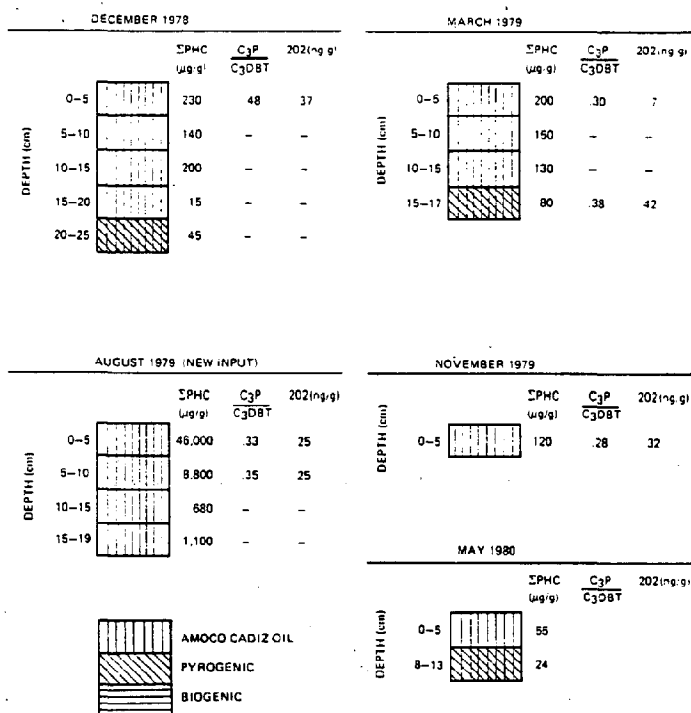 DECEMBER 1978
ΣPHC C3P 202(ng g)
(µg/g) C3DBT
DEPTH (cm)
0–5 230 .48 37
5–10 140 – –
10–15 200 – –
15–20 15 – –
20–25 45 – –
MARCH 1979
ΣPHC C3P 202(ng g)
(µg/g) C3DBT
DEPTH (cm)
0–5 200 .30 7
5–10 150 – –
10–15 130 – –
15–17 80 .38 42
AUGUST 1979 (NEW INPUT)
ΣPHC C3P 202(ng/g)
(µg/g) C3DBT
DEPTH (cm)
0–5 46,000 .33 25
5–10 8.800 .35 25
10–15 680 – –
15–19 1,100 – –
NOVEMBER 1979
ΣPHC C3P 202(ng/g)
(µg/g) C3DBT
DEPTH (cm)
0–5 120 .28 32
MAY 1980
ΣPHC C3P 202(ng/g)
(µg/g) C3DBT
DEPTH (cm)
0–5 55
8–13 24
AMOCO CADIZ OIL
PYROGENIC
BIOGENIC